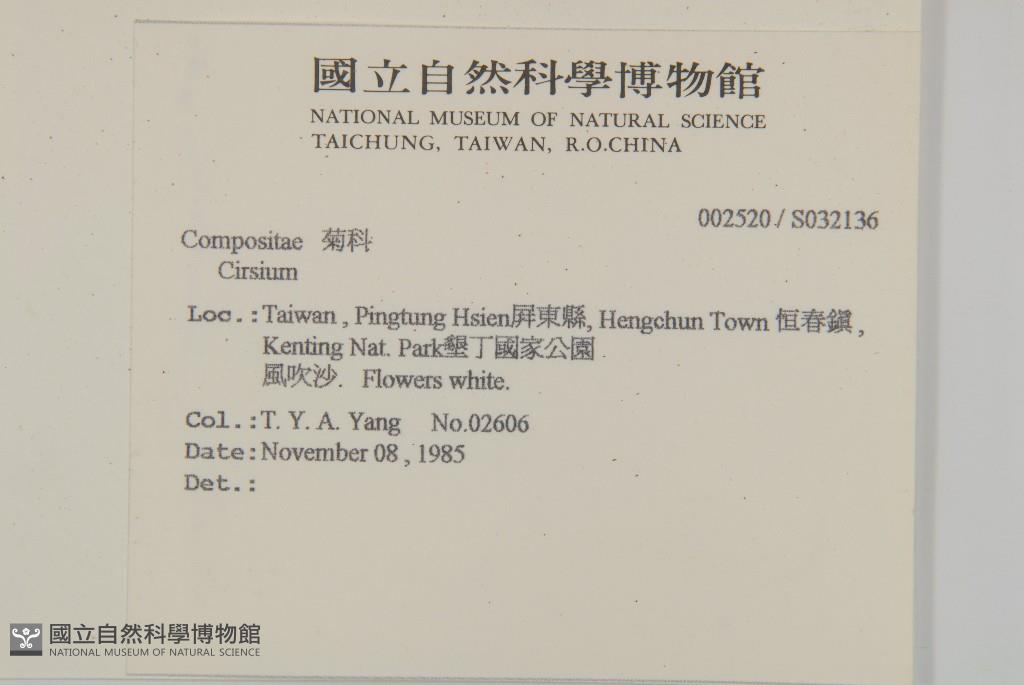 國立自然科學博物館
NATIONAL MUSEUM OF NATURAL SCIENCE
TAICHUNG, TAIWAN, R.O.CHINA
002520 / S032136
Compositae 菊科
Cirsium
Loc.:Taiwan , Pingtung Hsien屏東縣, Hengchun Town 恒春鎭 ,
Kenting Nat. Park墾丁國家公園
風吹沙. Flowers white.
Col.:T. Y. A. Yang No.02606
Date:November 08 , 1985
Det.:
國立自然科學博物館
NATIONAL MUSEUM OF NATURAL SCIENCE